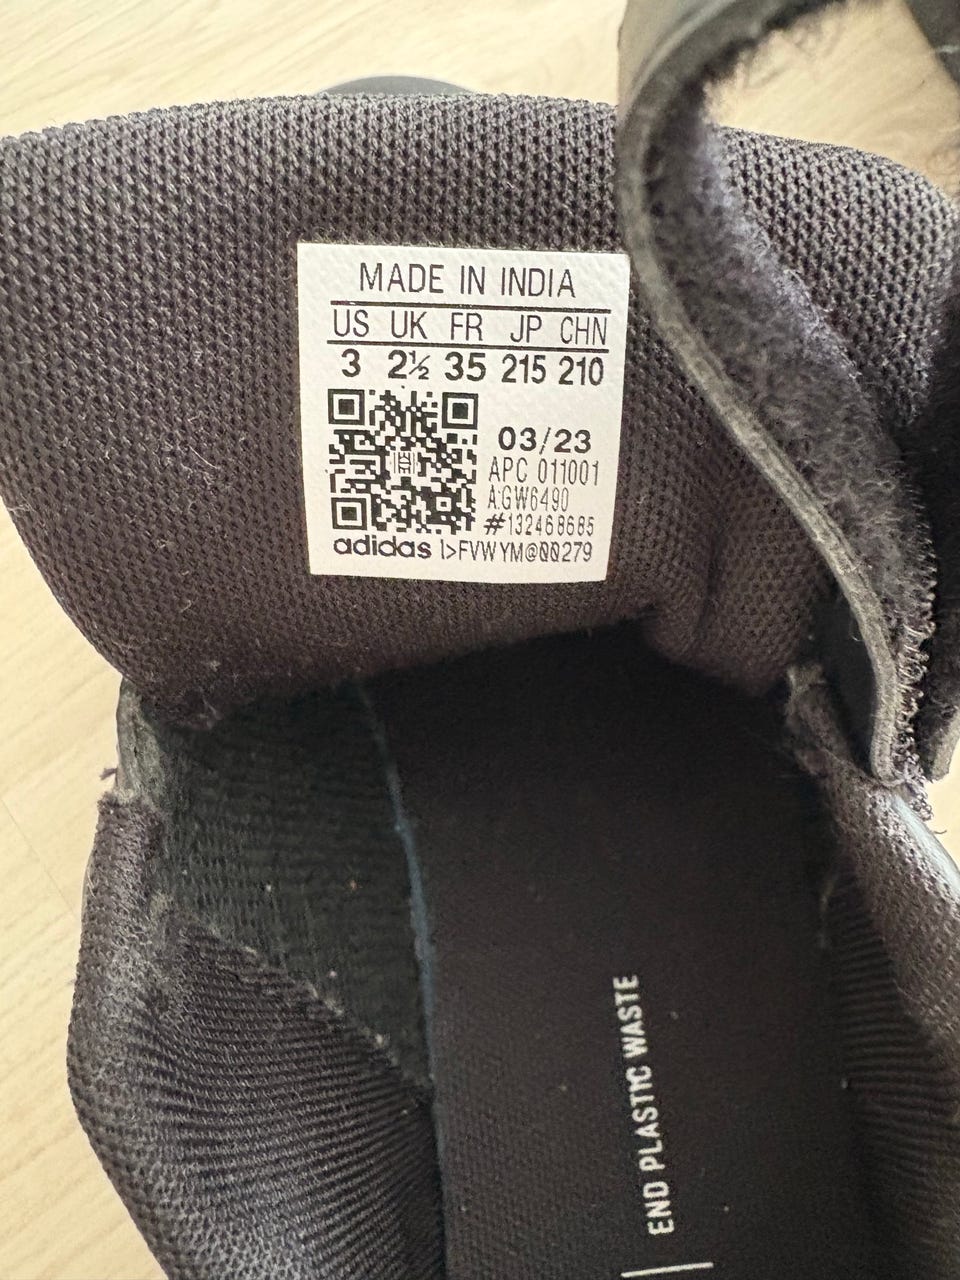 MADE IN INDIA
US UK FR JP CHN
3 2½ 35 215 210
03/23
APC 011001
A:GW6490
#132468685
adidas 1>FVWYM@00279
END PLASTIC WASTE